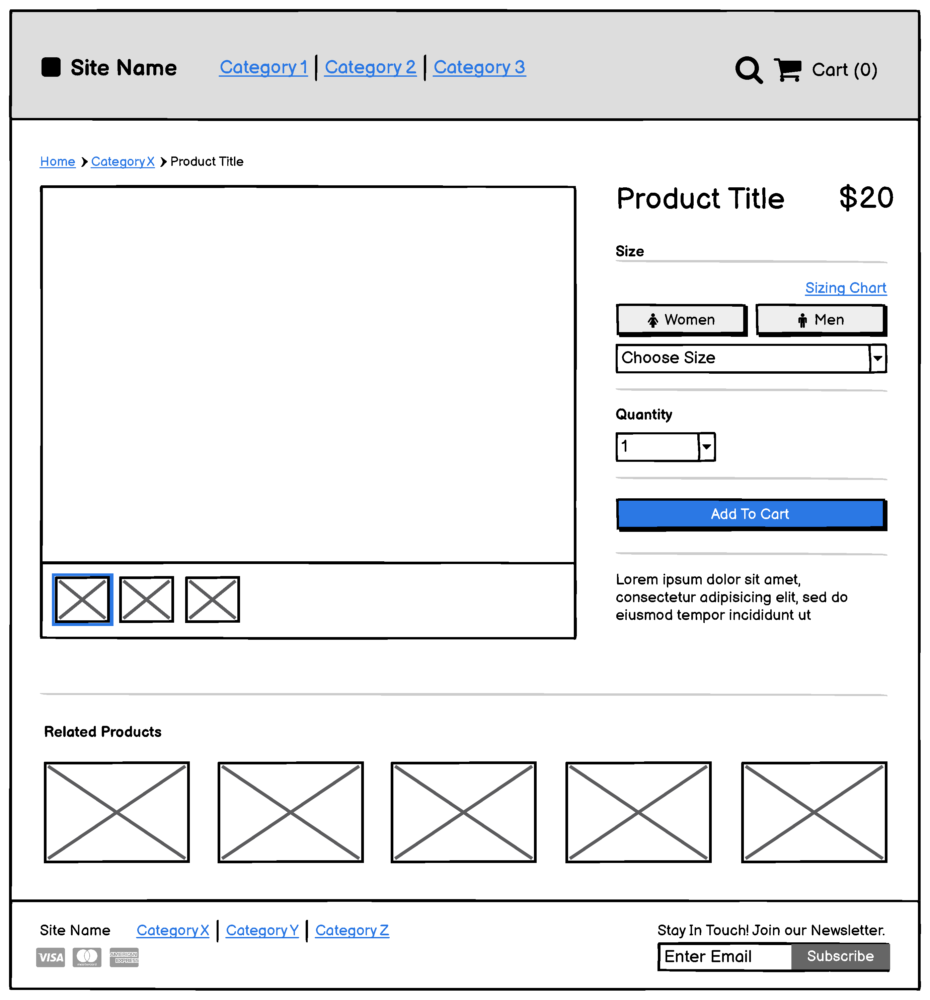 Site Name
Category 1
Category 2
Category 3
Cart (0)
Home
Category X
Product Title
Product Title
$20
Size
Sizing Chart
Women
Men
Choose Size
Quantity
1
Add To Cart
Lorem ipsum dolor sit amet,
consectetur adipisicing elit, sed do
eiusmod tempor incididunt ut
Related Products
Site Name
Category X
Category Y
Category Z
VISA
mastercard
AMERICAN
EXPRESS
Stay In Touch! Join our Newsletter.
Enter Email
Subscribe